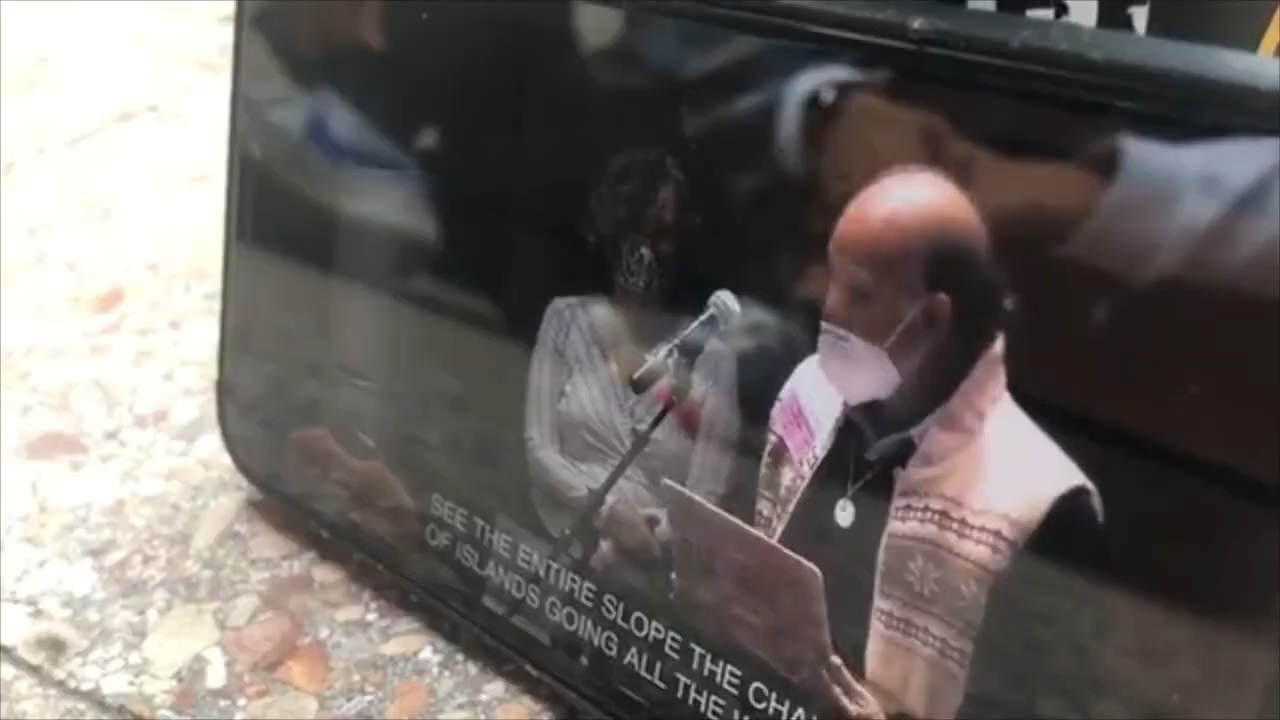 SEE THE ENTIRE SLOPE THE
OF ISLANDS GOING ALL THE